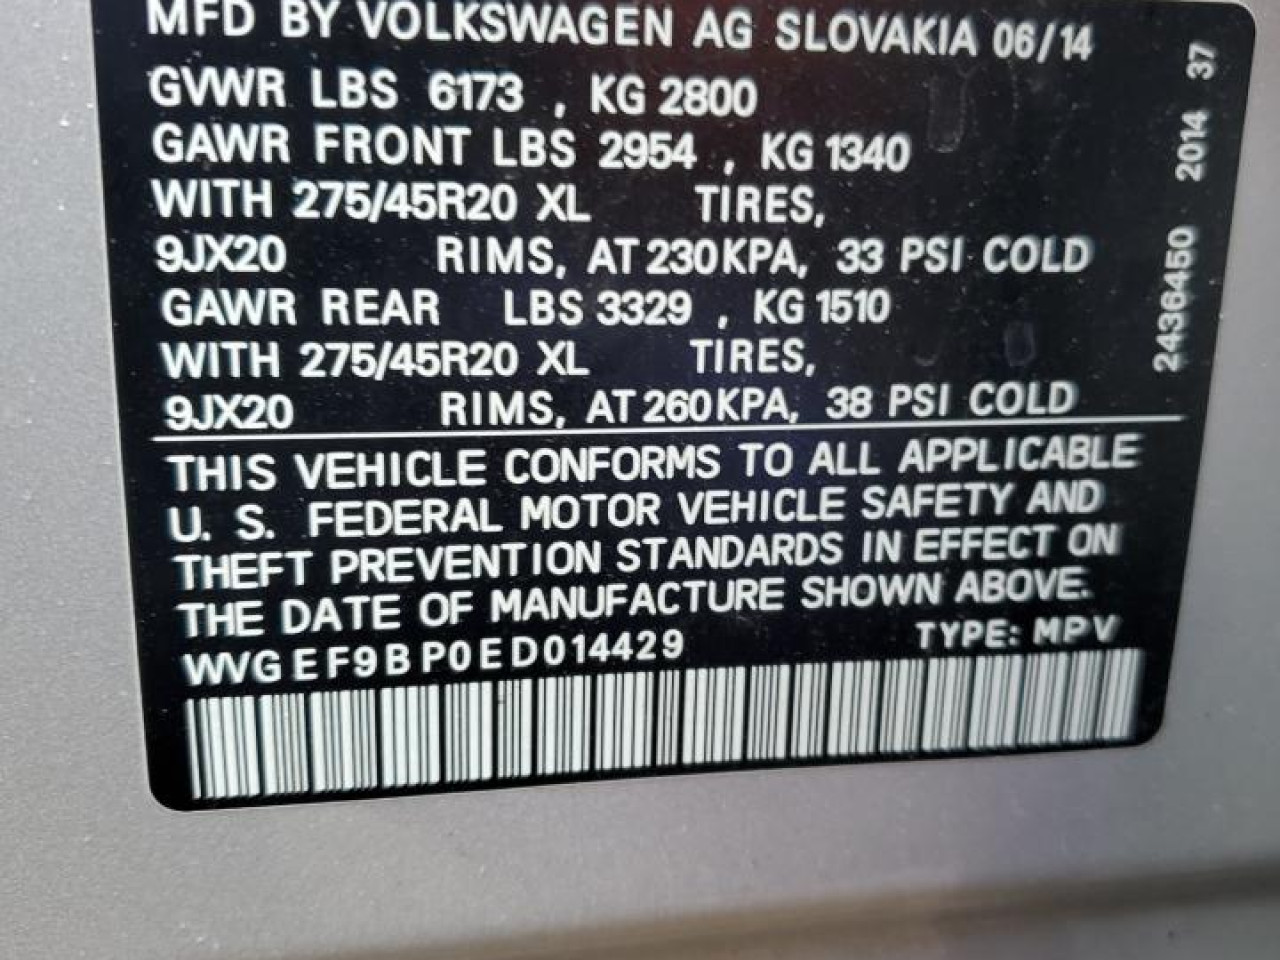 MFD BY VOLKSWAGEN AG SLOVAKIA 06/14
GVWR LBS 6173 , KG 2800
GAWR FRONT LBS 2954 , KG 1340
WITH 275/45R20 XL TIRES,
9JX20 RIMS, AT 230KPA, 33 PSI COLD
GAWR REAR LBS 3329 , KG 1510
WITH 275/45R20 XL TIRES,
9JX20 RIMS, AT 260KPA, 38 PSI COLD
THIS VEHICLE CONFORMS TO ALL APPLICABLE
U. S. FEDERAL MOTOR VEHICLE SAFETY AND
THEFT PREVENTION STANDARDS IN EFFECT ON
THE DATE OF MANUFACTURE SHOWN ABOVE.
WVGEF9BP0ED014429 TYPE: MPV
2436450 2014 37